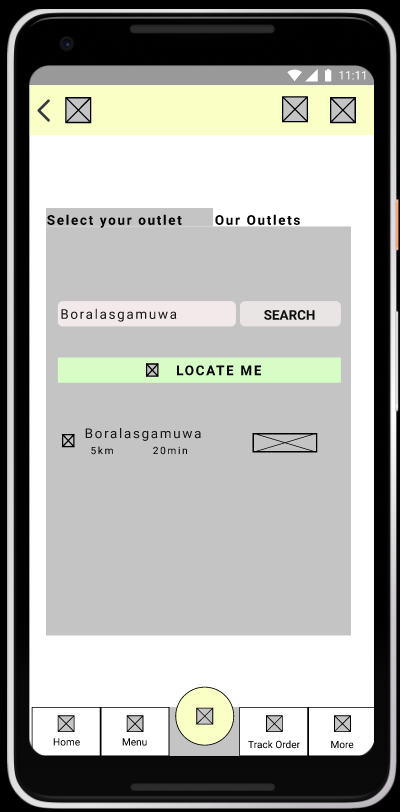 11:11
Select your outlet Our Outlets
Boralasgamuwa SEARCH
LOCATE ME
Boralasgamuwa
5km 20min
Home Menu Track Order More